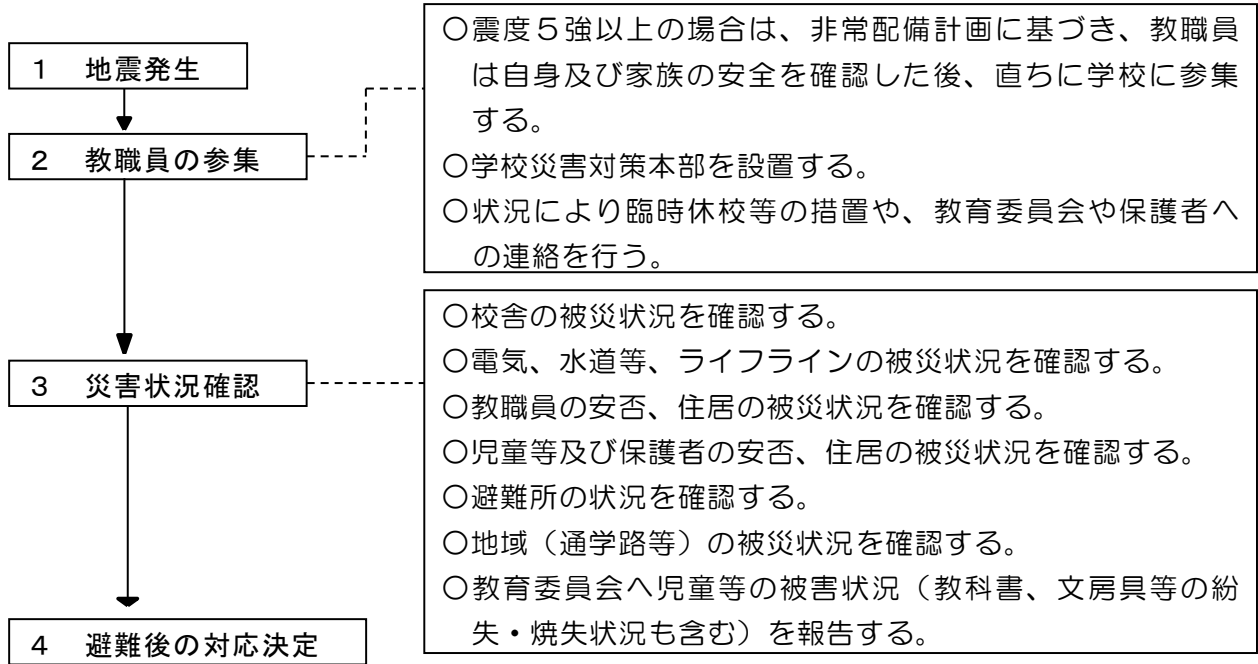 1　地震発生
2　教職員の参集
○震度５強以上の場合は、非常配備計画に基づき、教職員
は自身及び家族の安全を確認した後、直ちに学校に参集
する。
○学校災害対策本部を設置する。
○状況により臨時休校等の措置や、教育委員会や保護者へ
の連絡を行う。
3　災害状況確認
○校舎の被災状況を確認する。
○電気、水道等、ライフラインの被災状況を確認する。
○教職員の安否、住居の被災状況を確認する。
○児童等及び保護者の安否、住居の被災状況を確認する。
○避難所の状況を確認する。
○地域（通学路等）の被災状況を確認する。
○教育委員会へ児童等の被害状況（教科書、文房具等の紛
失・焼失状況も含む）を報告する。
4　避難後の対応決定